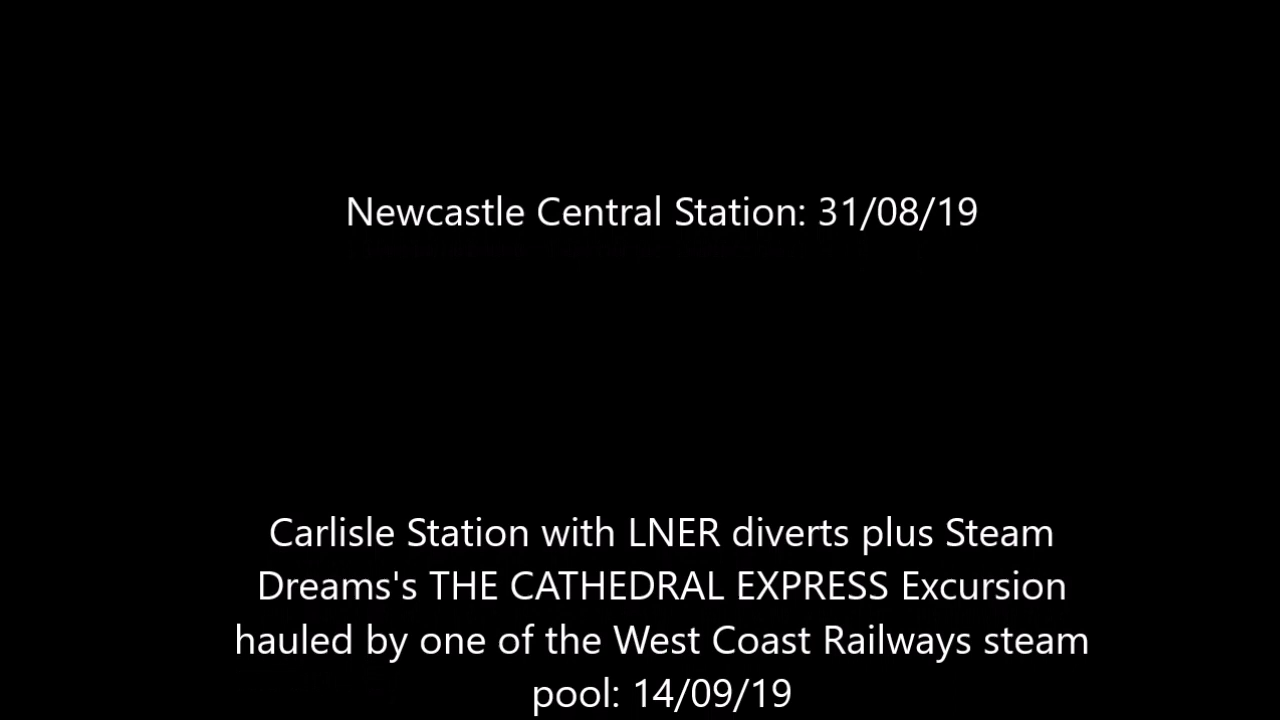 Newcastle Central Station: 31/08/19
Carlisle Station with LNER diverts plus Steam
Dreams's THE CATHEDRAL EXPRESS Excursion
hauled by one of the West Coast Railways steam
pool: 14/09/19